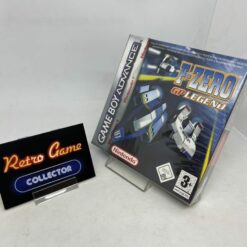 GAME BOY ADVANCE
F-ZERO
GP LEGEND
Nintendo
3+
Retro Game
COLLECTOR